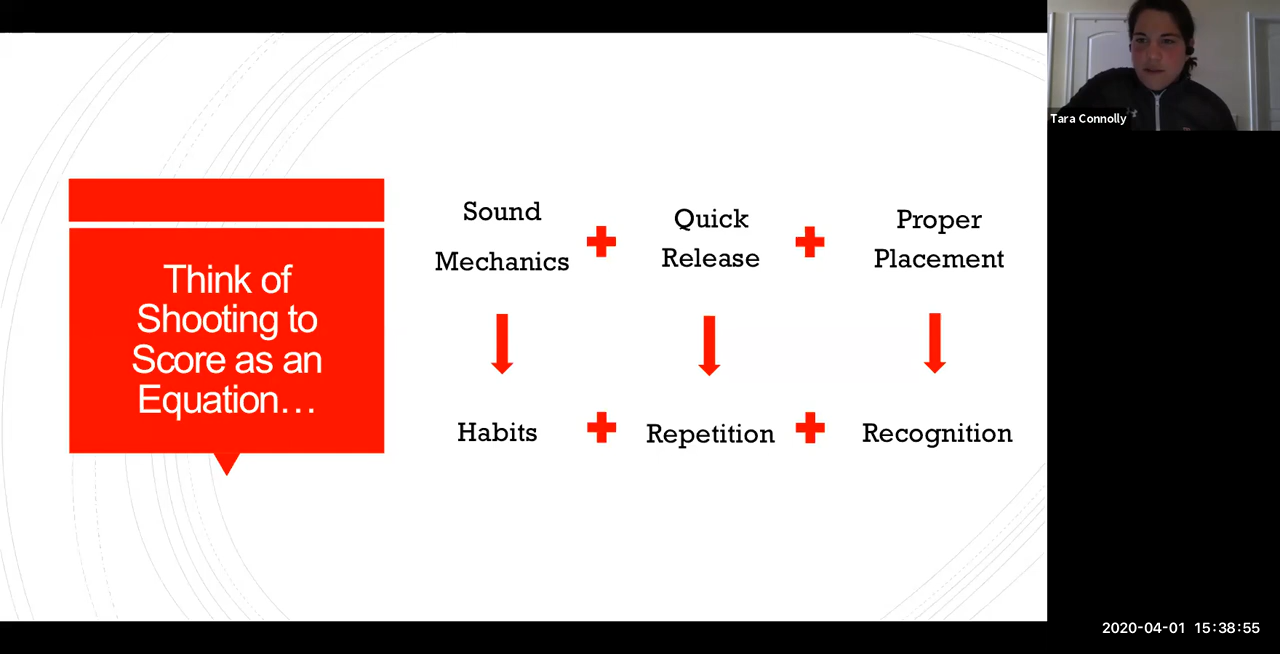 Think of
Shooting to
Score as an
Equation…
Sound
Mechanics
Quick
Release
Proper
Placement
Habits
Repetition
Recognition
Tara Connolly
2020-04-01 15:38:55